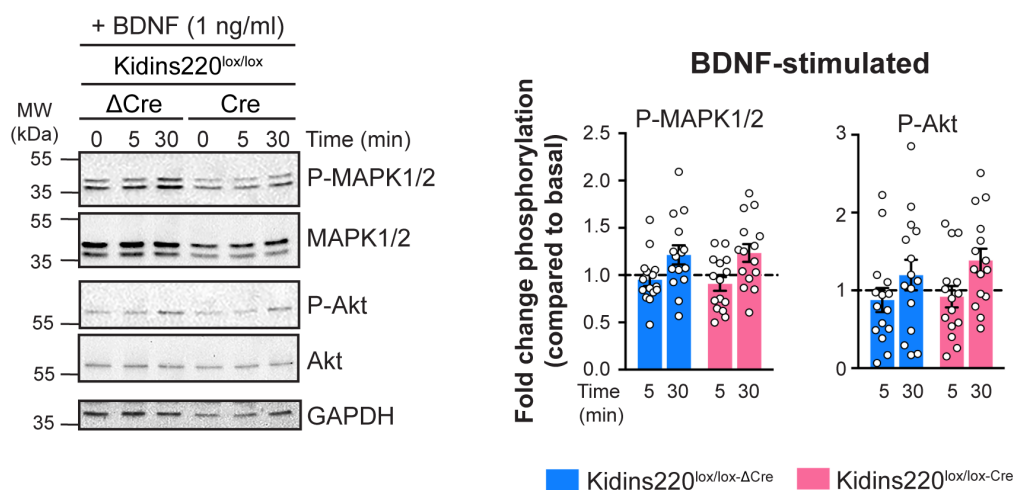 + BDNF (1 ng/ml)
Kidins220lox/lox
ΔCre Cre
MW
(kDa)
0 5 30 0 5 30 Time (min)
55
35
P-MAPK1/2
55
35
MAPK1/2
55
P-Akt
55
Akt
35
GAPDH
BDNF-stimulated
Fold change phosphorylation
(compared to basal)
P-MAPK1/2
2.5
2.0
1.5
1.0
0.5
0.0
Time
(min)
5 30 5 30
P-Akt
3
2
1
0
5 30 5 30
Kidins220lox/lox-ΔCre
Kidins220lox/lox-Cre